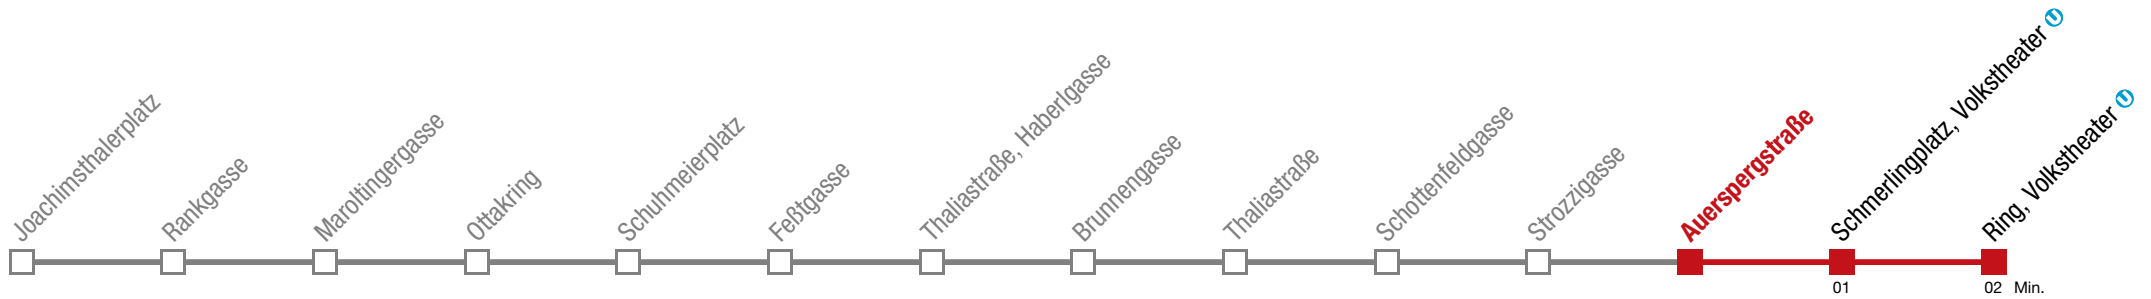 Joachimsthalerplatz
Rankgasse
Maroltingergasse
Ottakring
Schuhmeierplatz
Feßtgasse
Thaliastraße, Haberlgasse
Brunnengasse
Thaliastraße
Schottenfeldgasse
Strozzigasse
Auerspergstraße
Schmerlingplatz, Volkstheater U
Ring, Volkstheater U
01
02 Min.